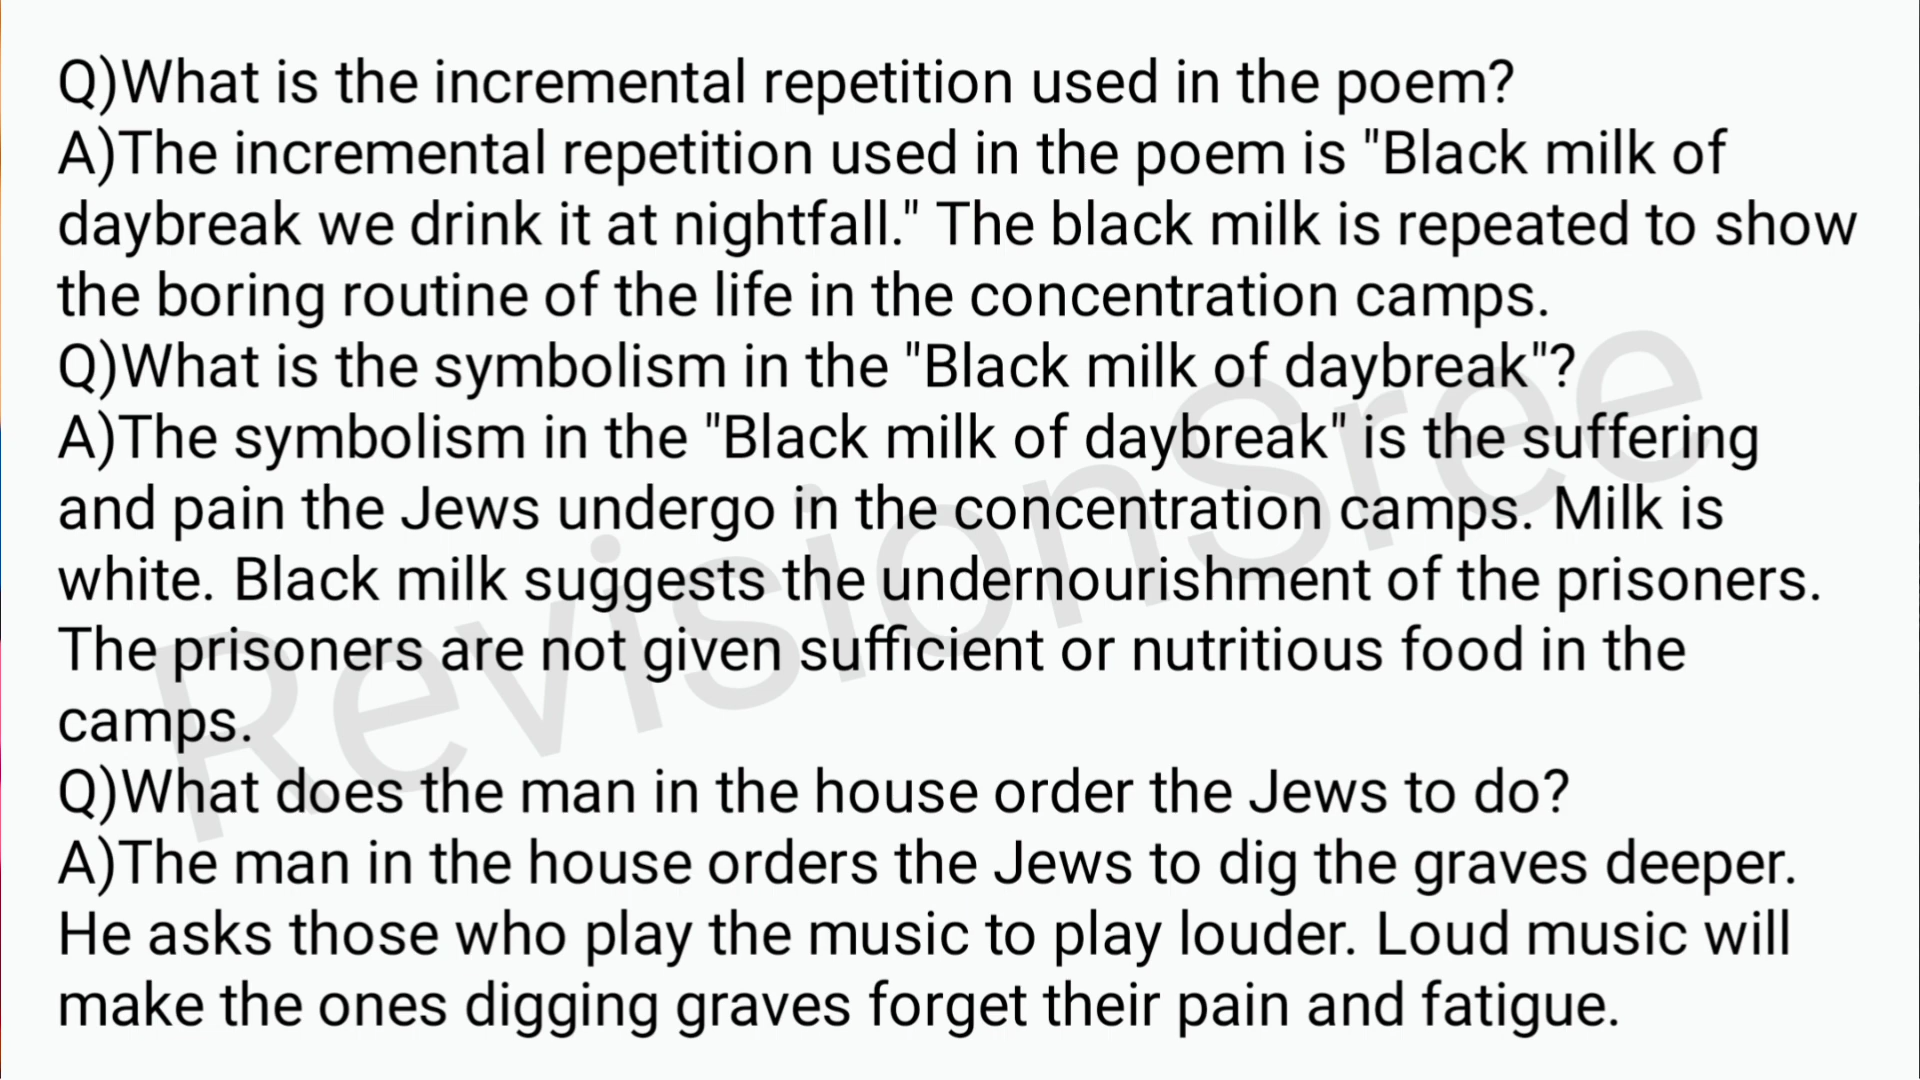 Q)What is the incremental repetition used in the poem?
A)The incremental repetition used in the poem is "Black milk of
daybreak we drink it at nightfall." The black milk is repeated to show
the boring routine of the life in the concentration camps.
Q)What is the symbolism in the "Black milk of daybreak"?
A)The symbolism in the "Black milk of daybreak" is the suffering
and pain the Jews undergo in the concentration camps. Milk is
white. Black milk suggests the undernourishment of the prisoners.
The prisoners are not given sufficient or nutritious food in the
camps.
Q)What does the man in the house order the Jews to do?
A)The man in the house orders the Jews to dig the graves deeper.
He asks those who play the music to play louder. Loud music will
make the ones digging graves forget their pain and fatigue.
RevisionSree